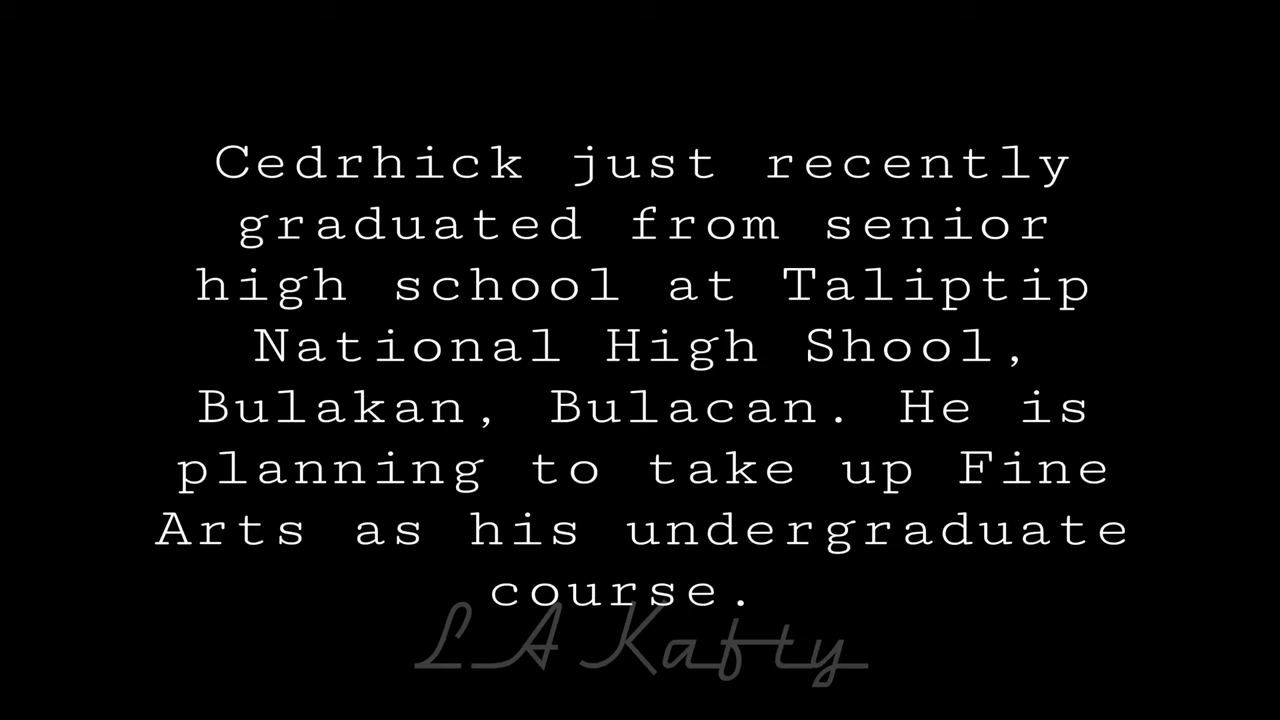 Cedrhick just recently
graduated from senior
high school at Taliptip
National High Shool,
Bulakan, Bulacan. He is
planning to take up Fine
Arts as his undergraduate
course.
LA Kafty